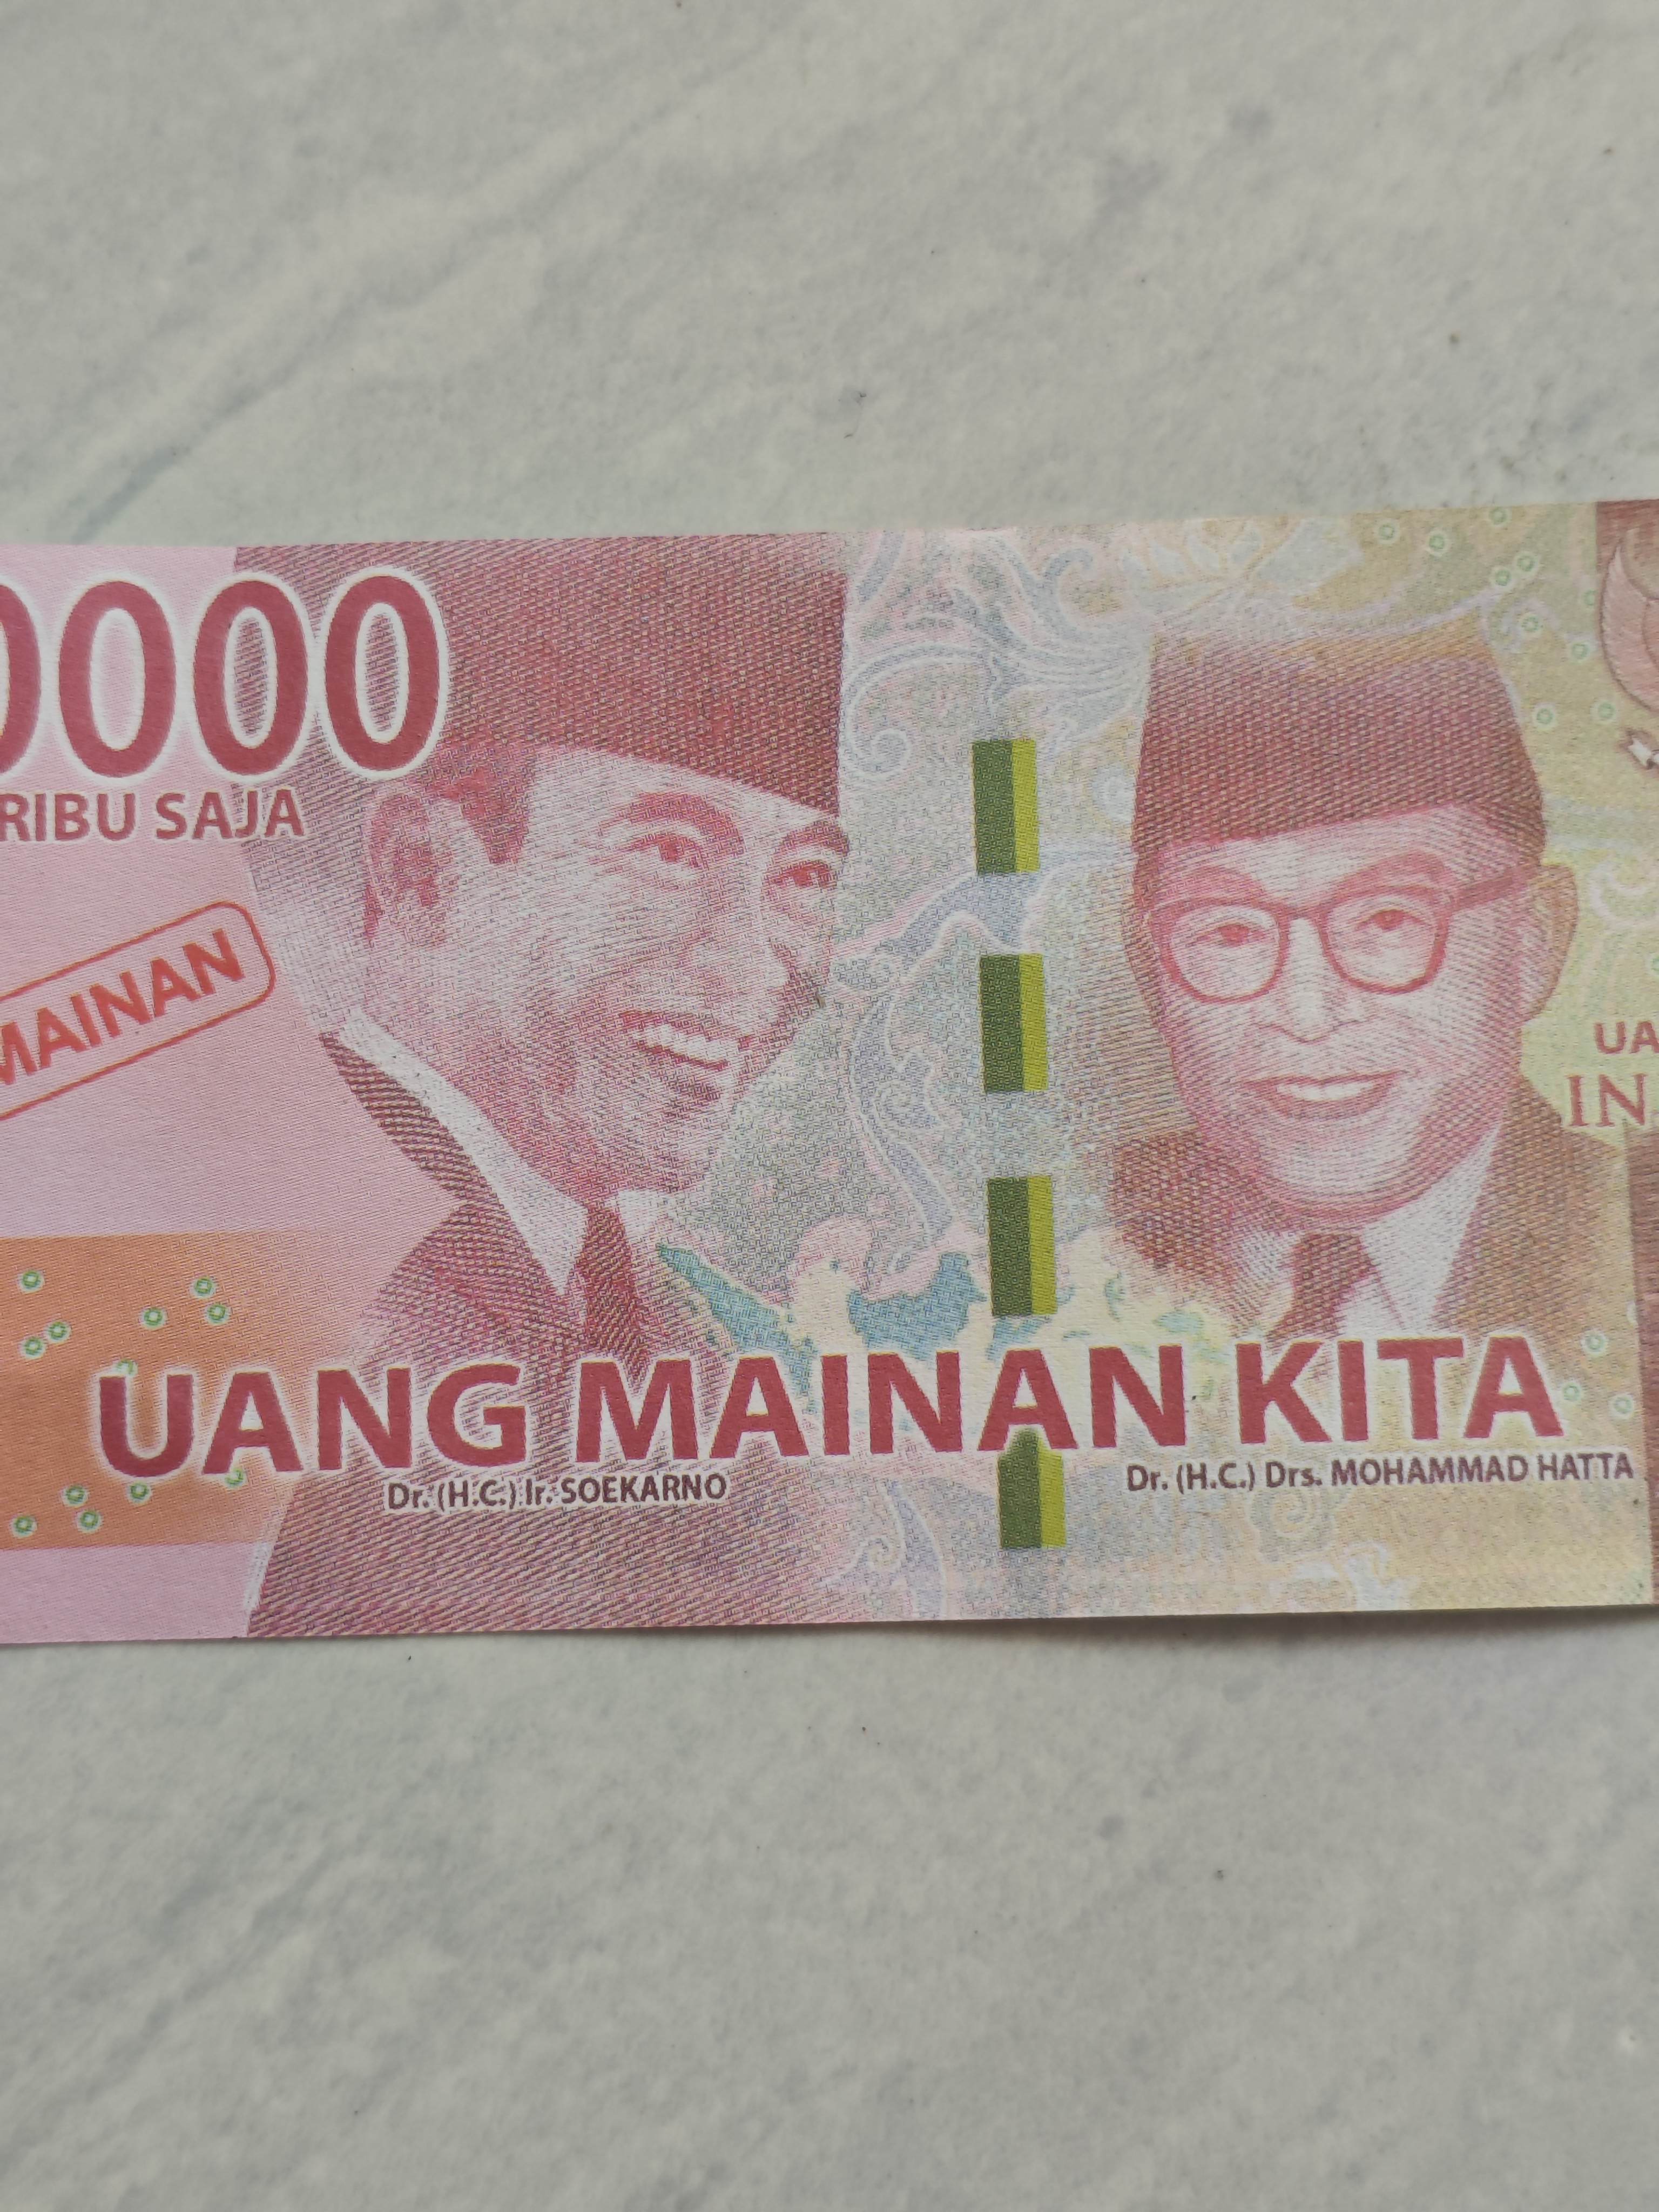 0000
RIBU SAJA
MAINAN
UANG MAINAN KITA
Dr. (H.C.) Ir. SOEKARNO
Dr. (H.C.) Drs. MOHAMMAD HATTA
UA
IN